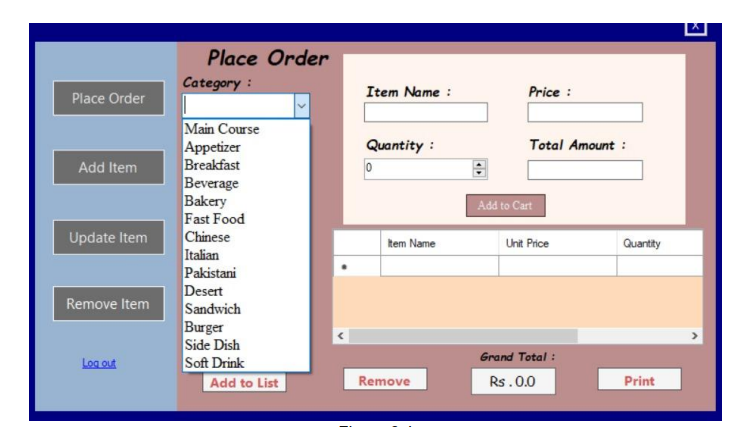 X
Place Order
Category :
Place Order
Add Item
Update Item
Remove Item
Log out
Main Course
Appetizer
Breakfast
Beverage
Bakery
Fast Food
Chinese
Italian
Pakistani
Desert
Sandwich
Burger
Side Dish
Soft Drink
Add to List
Item Name :
Price :
Quantity :
Total Amount :
0
Add to Cart
Item Name Unit Price Quantity
Grand Total :
Remove
Rs . 0.0
Print